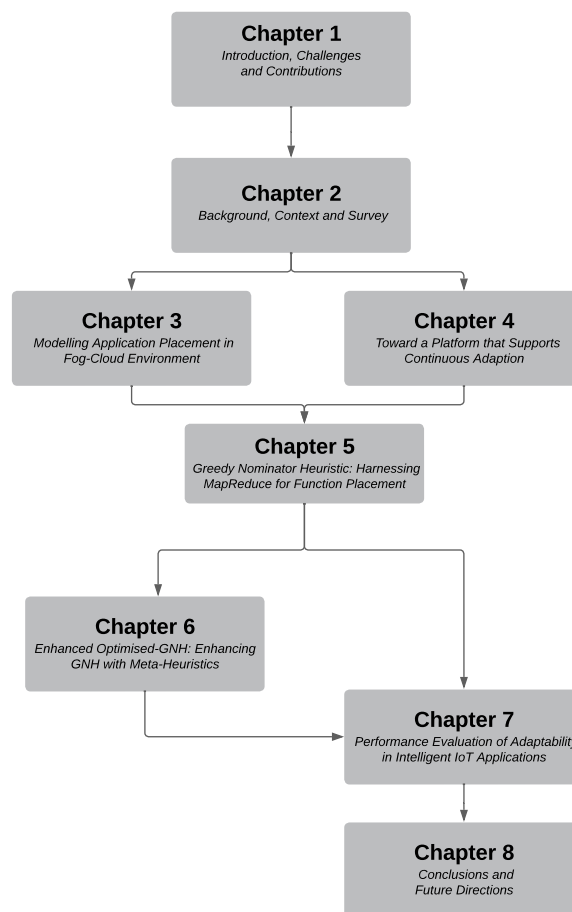 Chapter 1
Introduction, Challenges
and Contributions
Chapter 2
Background, Context and Survey
Chapter 3
Modelling Application Placement in
Fog-Cloud Environment
Chapter 4
Toward a Platform that Supports
Continuous Adaption
Chapter 5
Greedy Nominator Heuristic: Harnessing
MapReduce for Function Placement
Chapter 6
Enhanced Optimised-GNH: Enhancing
GNH with Meta-Heuristics
Chapter 7
Performance Evaluation of Adaptability
in Intelligent IoT Applications
Chapter 8
Conclusions and
Future Directions